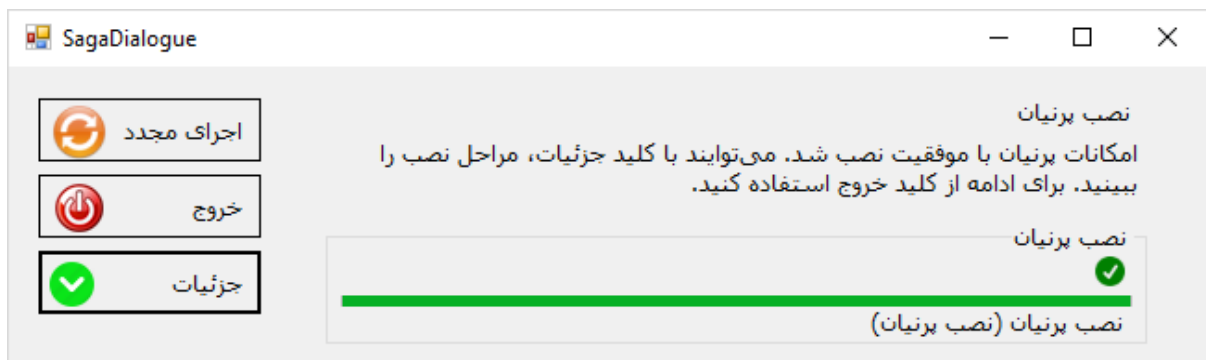 SagaDialogue
نصب پرنیان
امکانات پرنیان با موفقیت نصب شد. می‌توایند با کلید جزئیات، مراحل نصب را
ببینید. برای ادامه از کلید خروج استفاده کنید.
اجرای مجدد
خروج
جزئیات
نصب پرنیان
نصب پرنیان (نصب پرنیان)